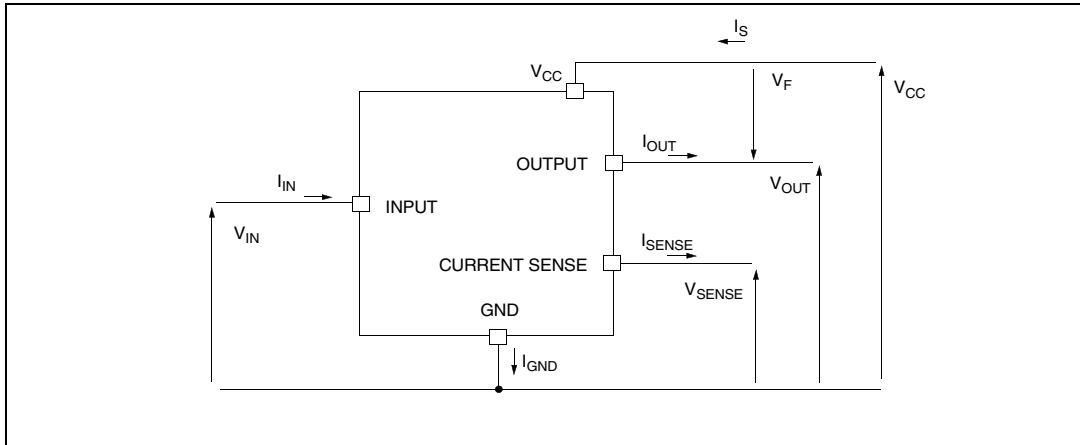 I_S
V_CC
V_F
V_CC
I_OUT
OUTPUT
V_OUT
I_IN
INPUT
V_IN
I_SENSE
CURRENT SENSE
V_SENSE
GND
I_GND